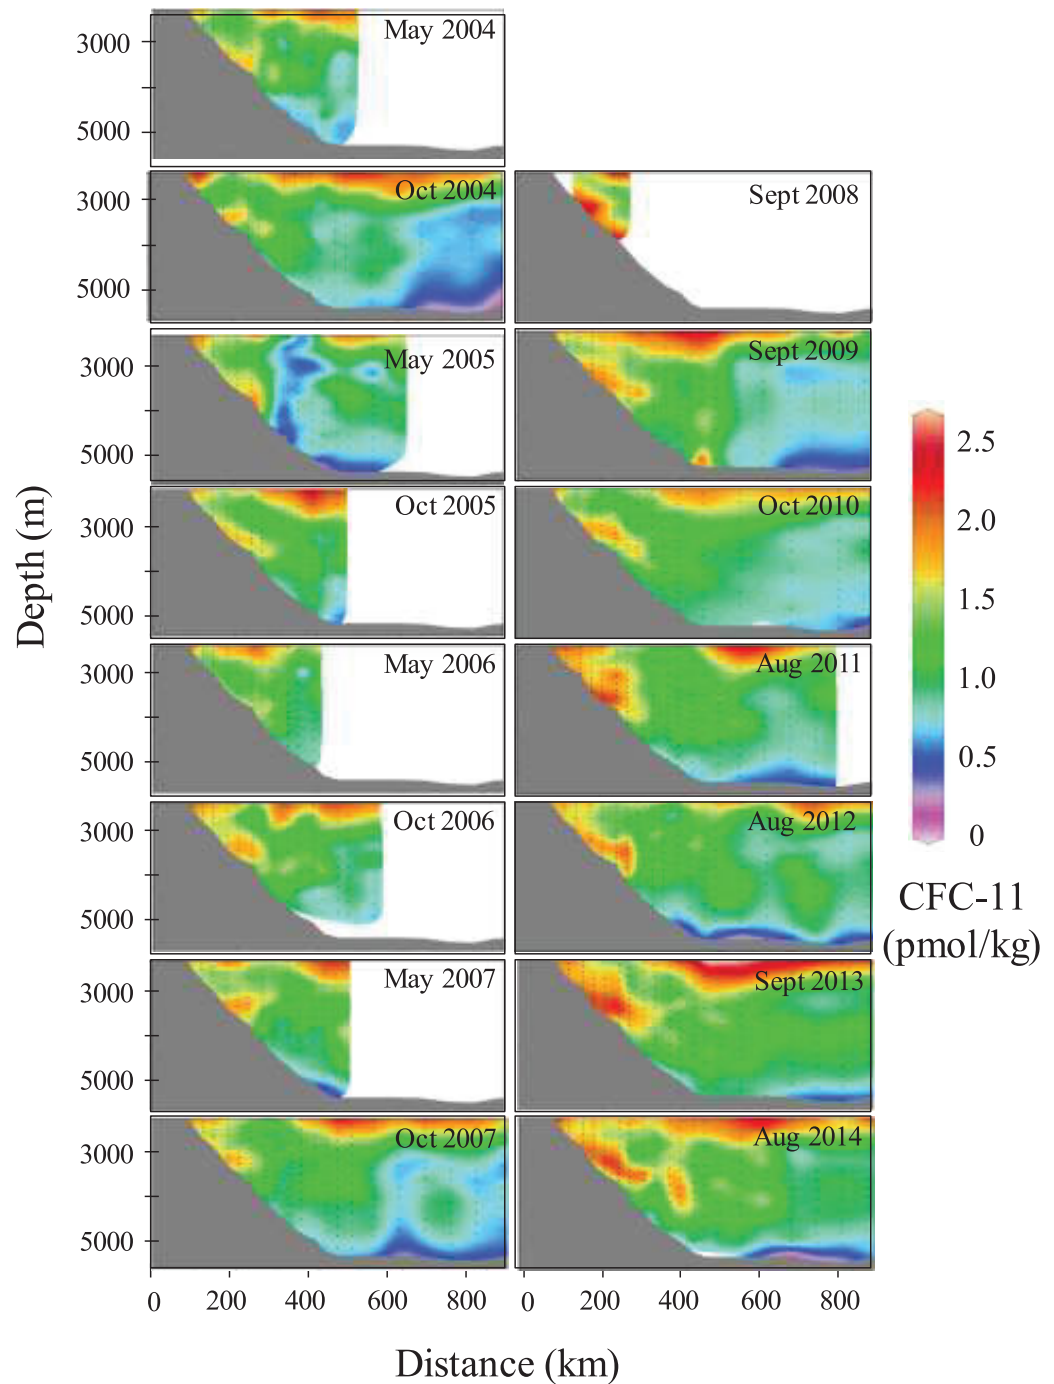 May 2004
3000
5000
Oct 2004
3000
5000
Sept 2008
May 2005
3000
5000
Sept 2009
Oct 2005
3000
5000
Oct 2010
May 2006
3000
5000
Aug 2011
Oct 2006
3000
5000
Aug 2012
May 2007
3000
5000
Sept 2013
Oct 2007
3000
5000
Aug 2014
0 200 400 600 800
0 200 400 600 800
Depth (m)
Distance (km)
2.5
2.0
1.5
1.0
0.5
0
CFC-11
(pmol/kg)